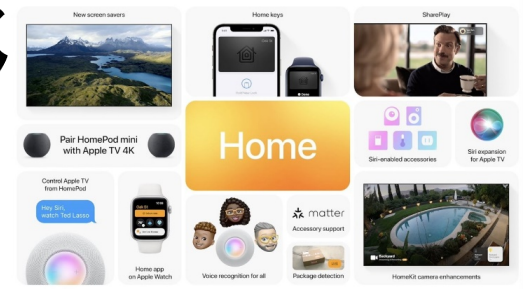 New screen savers
Home keys
SharePlay
Pair HomePod mini
with Apple TV 4K
Home
Siri-enabled accessories
Siri expansion
for Apple TV
Control Apple TV
from HomePod
Hey Siri,
watch Ted Lasso
Home app
on Apple Watch
Voice recognition for all
matter
Accessory support
Package detection
Backyard
HomeKit camera enhancements